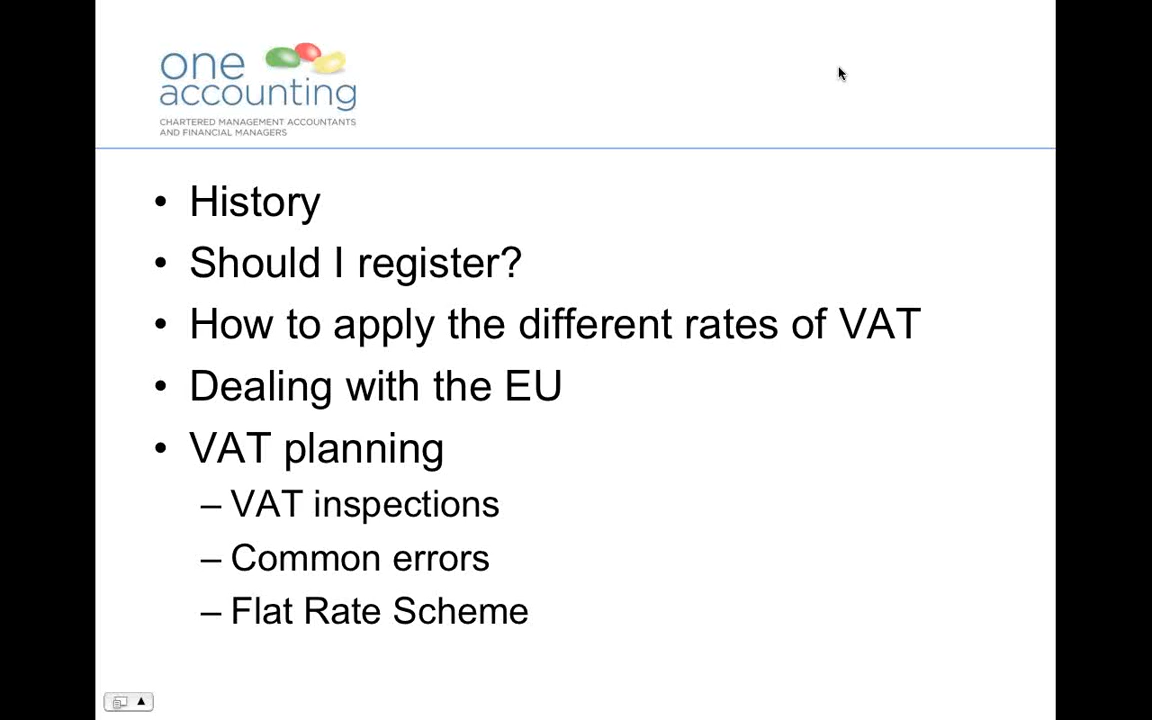 one
accounting
CHARTERED MANAGEMENT ACCOUNTANTS
AND FINANCIAL MANAGERS
• History
• Should I register?
• How to apply the different rates of VAT
• Dealing with the EU
• VAT planning
– VAT inspections
– Common errors
– Flat Rate Scheme